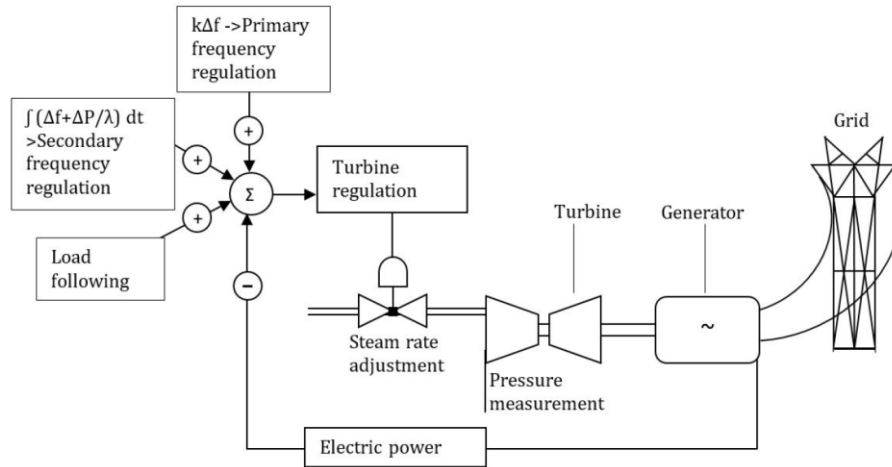 kΔf ->Primary
frequency
regulation
∫ (Δf+ΔP/λ) dt
>Secondary
frequency
regulation
+
+
+
Σ
Load
following
−
Turbine
regulation
Steam rate
adjustment
Turbine
Pressure
measurement
Generator
~
Grid
Electric power